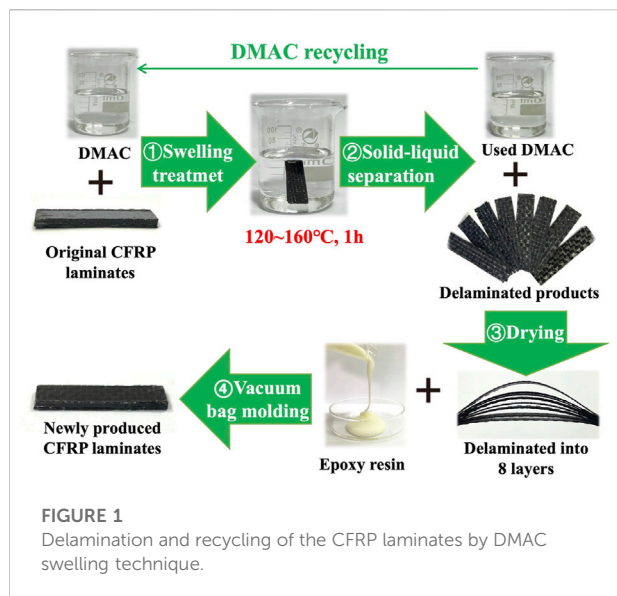 DMAC recycling
DMAC
①Swelling
treatmet
②Solid-liquid
separation
Used DMAC
+
+
Original CFRP
laminates
120~160℃, 1h
Delaminated products
③Drying
④Vacuum
bag molding
+
Newly produced
CFRP laminates
Epoxy resin
Delaminated into
8 layers
FIGURE 1
Delamination and recycling of the CFRP laminates by DMAC
swelling technique.